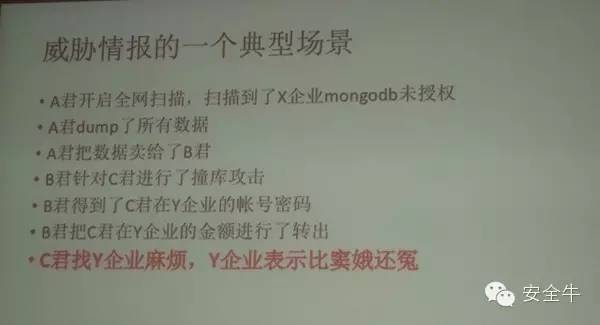 威胁情报的一个典型场景
• A君开启全网扫描，扫描到了X企业mongodb未授权
• A君dump了所有数据
• A君把数据卖给了B君
• B君针对C君进行了撞库攻击
• B君得到了C君在Y企业的帐号密码
• B君把C君在Y企业的金额进行了转出
• C君找Y企业麻烦，Y企业表示比窦娥还冤
安全牛